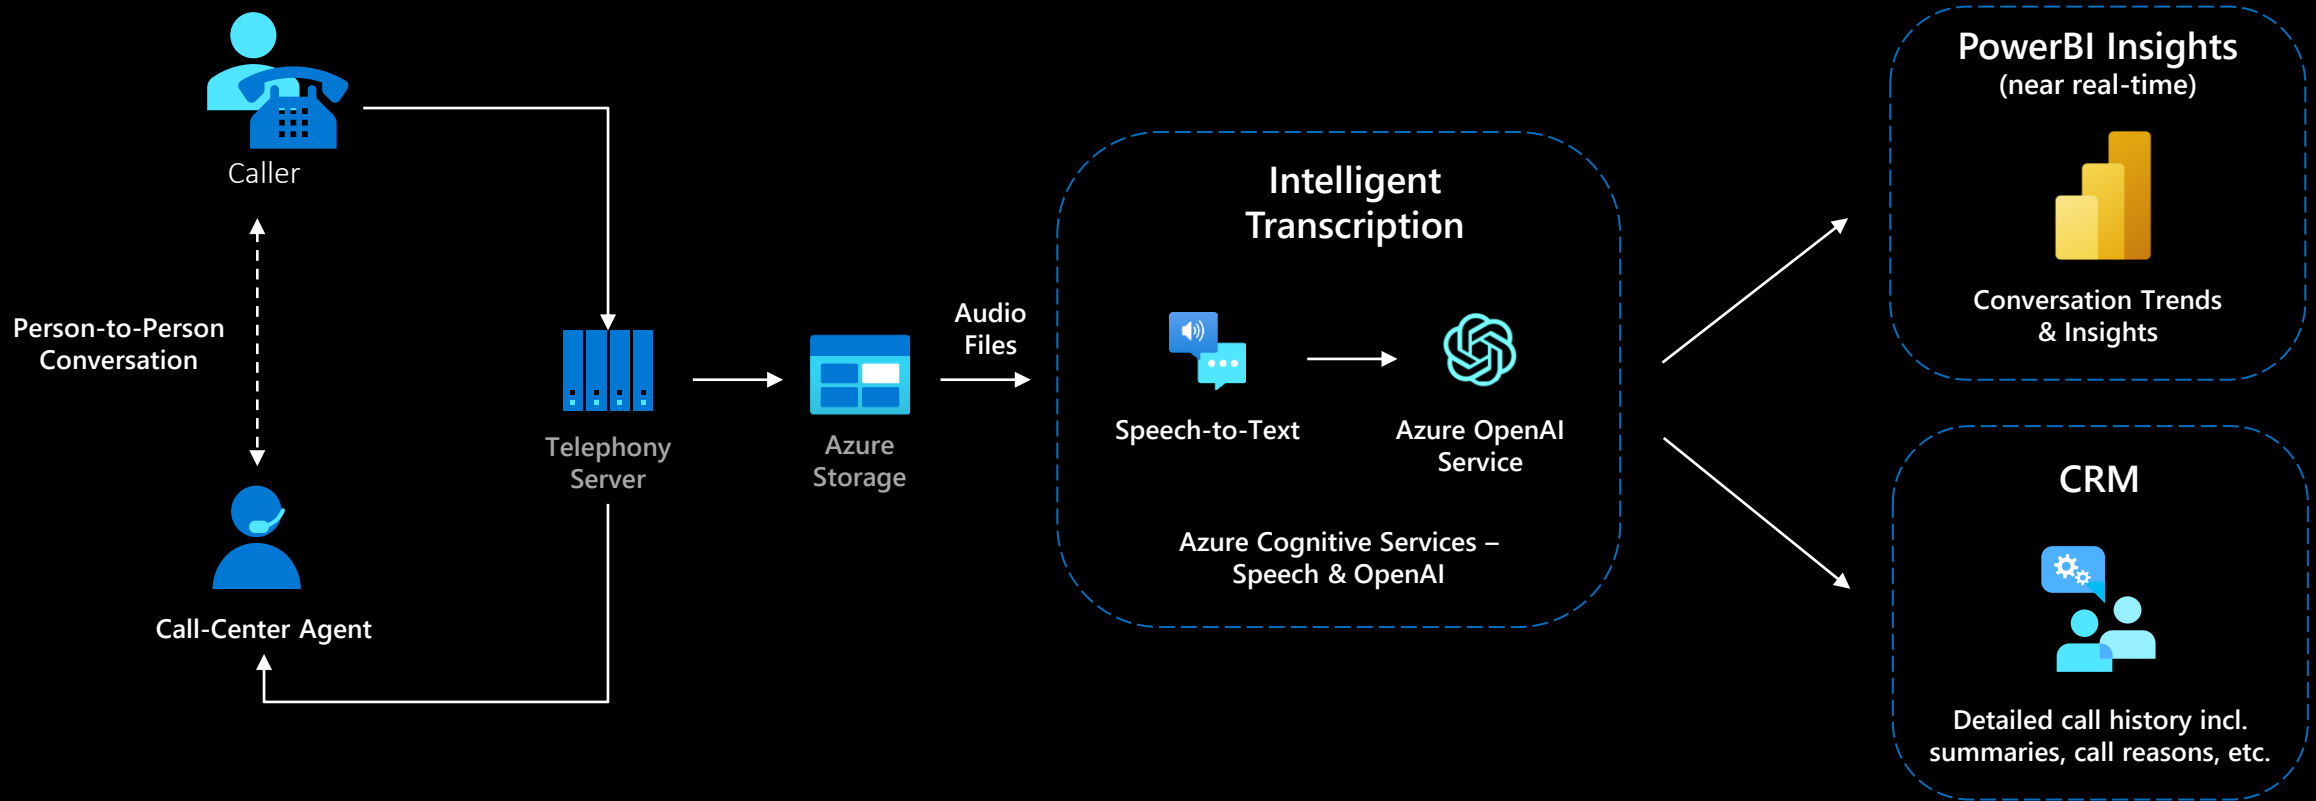 Caller
Person-to-Person
Conversation
Call-Center Agent
Telephony
Server
Azure
Storage
Audio
Files
Intelligent
Transcription
Speech-to-Text
Azure OpenAI
Service
Azure Cognitive Services –
Speech & OpenAI
PowerBI Insights
(near real-time)
Conversation Trends
& Insights
CRM
Detailed call history incl.
summaries, call reasons, etc.